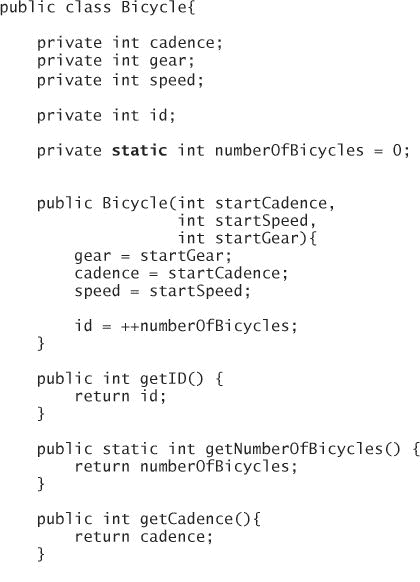 public class Bicycle{
    private int cadence;
    private int gear;
    private int speed;
    private int id;
    private static int numberOfBicycles = 0;
    public Bicycle(int startCadence,
                   int startSpeed,
                   int startGear){
        gear = startGear;
        cadence = startCadence;
        speed = startSpeed;
        id = ++numberOfBicycles;
    }
    public int getID() {
        return id;
    }
    public static int getNumberOfBicycles() {
        return numberOfBicycles;
    }
    public int getCadence(){
        return cadence;
    }